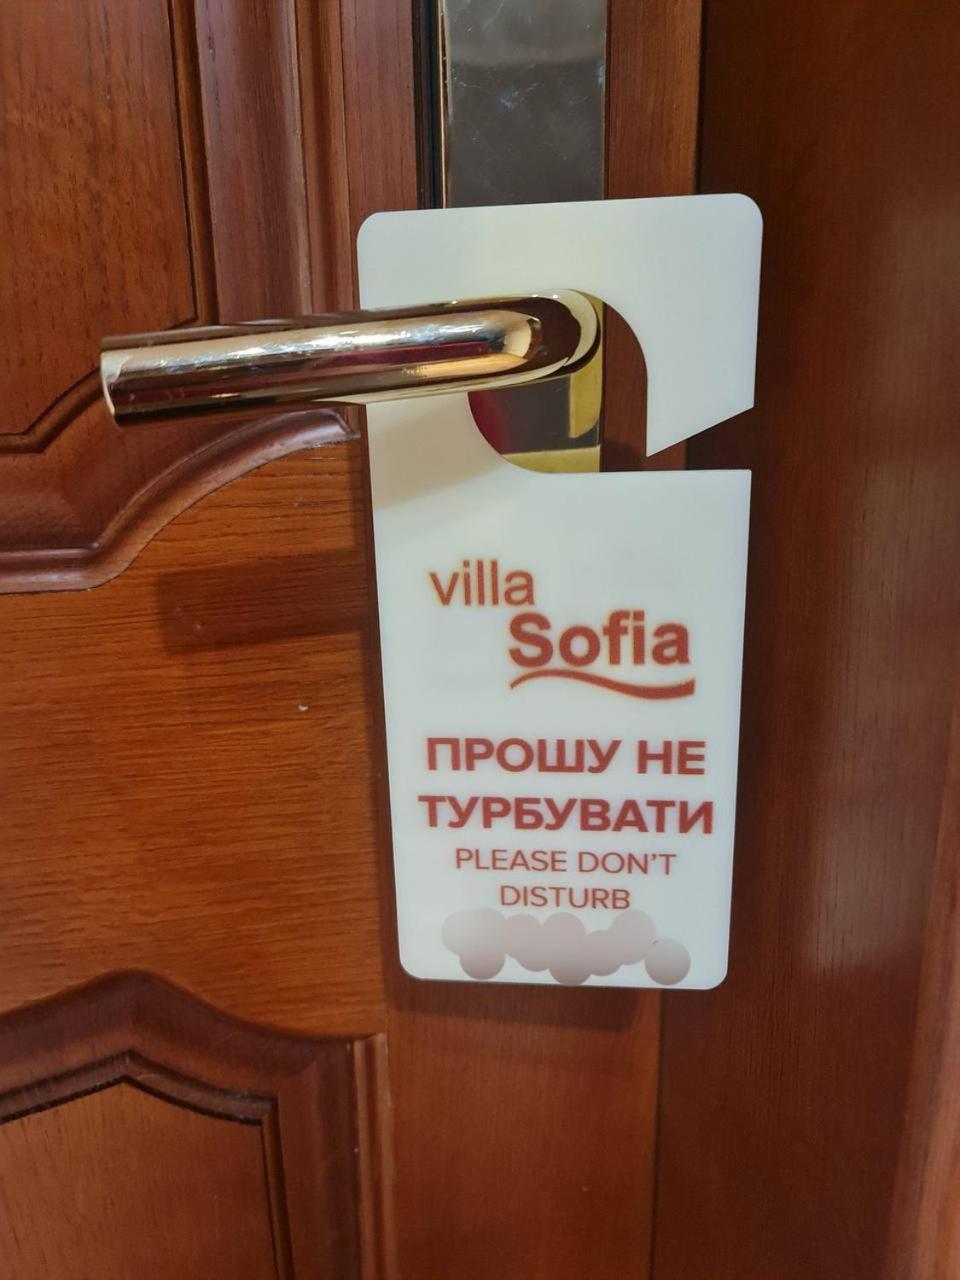 villa
Sofia
ПРОШУ НЕ
ТУРБУВАТИ
PLEASE DON'T
DISTURB